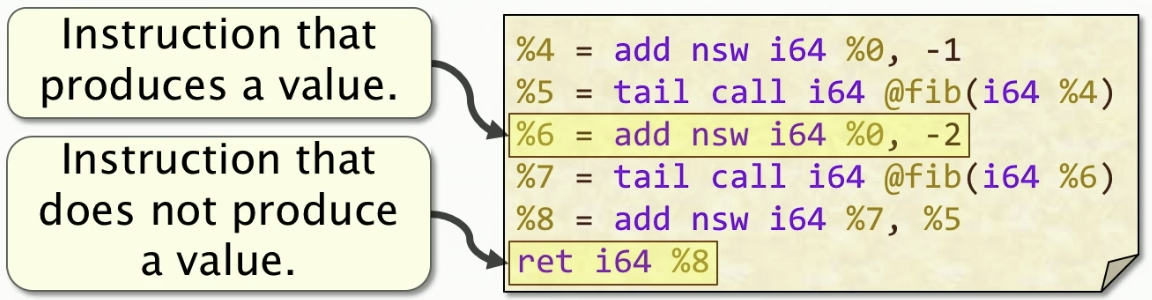 Instruction that
produces a value.
Instruction that
does not produce
a value.
%4 = add nsw i64 %0, -1
%5 = tail call i64 @fib(i64 %4)
%6 = add nsw i64 %0, -2
%7 = tail call i64 @fib(i64 %6)
%8 = add nsw i64 %7, %5
ret i64 %8